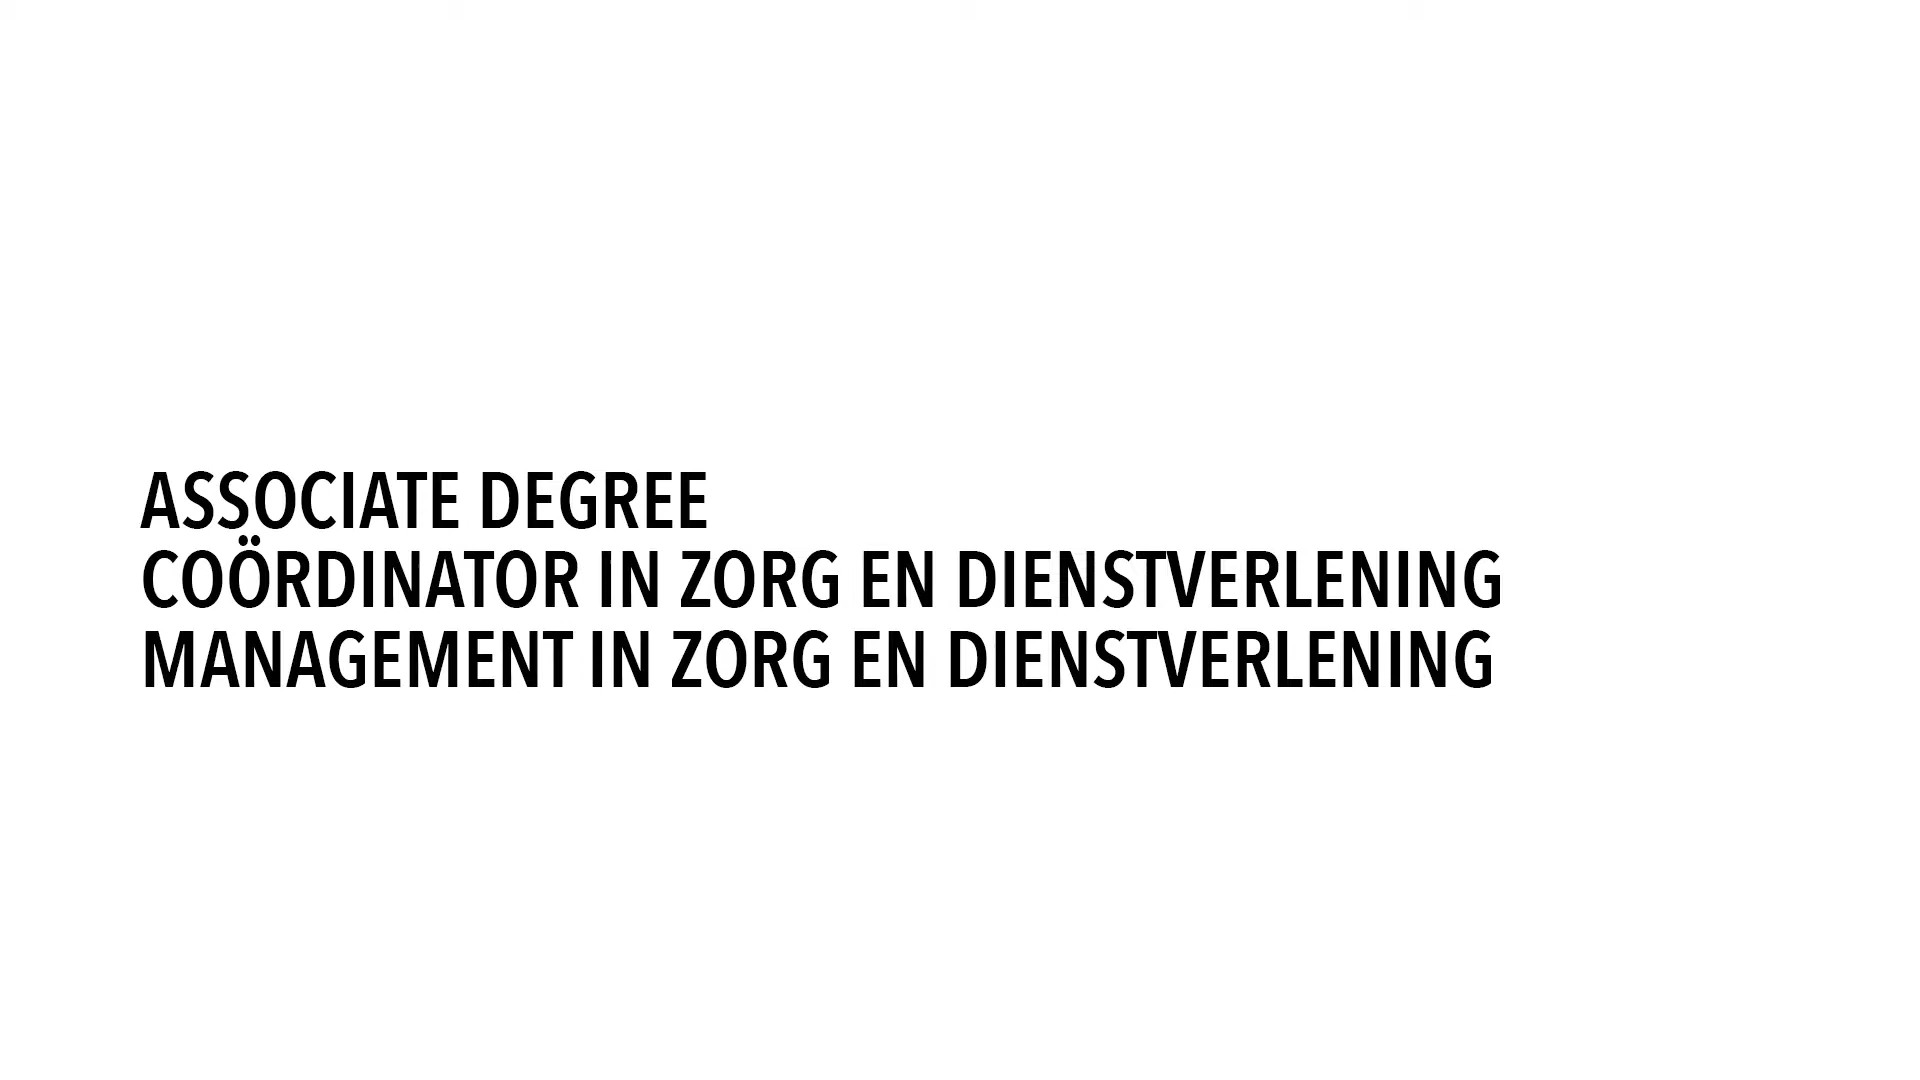 ASSOCIATE DEGREE
COÖRDINATOR IN ZORG EN DIENSTVERLENING
MANAGEMENT IN ZORG EN DIENSTVERLENING